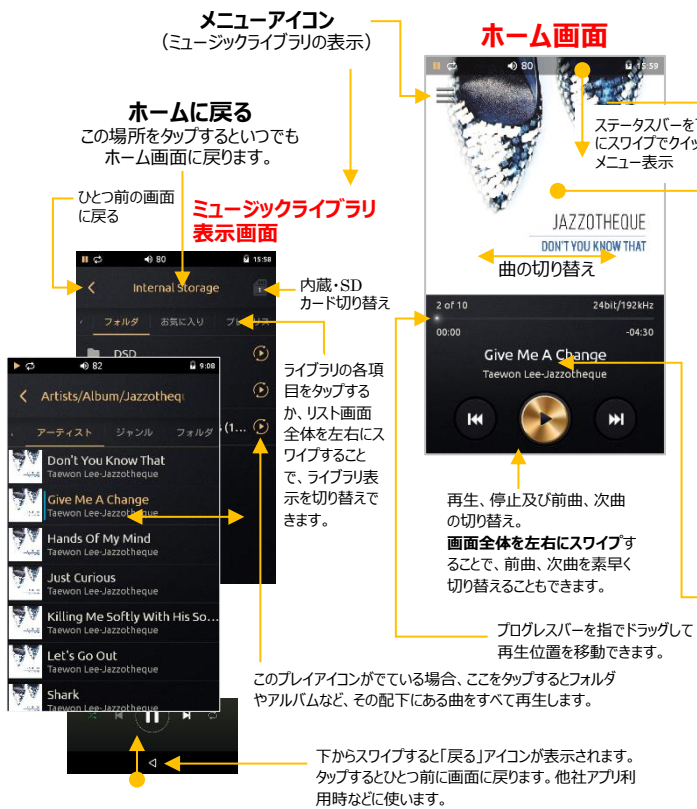 メニューアイコン
（ミュージックライブラリの表示）
ホーム画面
80
15:59
ホームに戻る
この場所をタップするといつでも
ホーム画面に戻ります。
ステータスバーを
にスワイプでクイッ
メニュー表示
ひとつ前の画面
に戻る
ミュージックライブラリ
表示画面
JAZZOTHEQUE
DON'T YOU KNOW THAT
曲の切り替え
80
15:58
Internal Storage
1
内蔵・SD
カード切り替え
フォルダ
お気に入り
DSD
(1...
2 of 10
24bit/192kHz
00:00
-04:30
Give Me A Change
Taewon Lee-Jazzotheque
82
9:08
Artists/Album/Jazzothequ
アーティスト
ジャンル
フォルダ
Don't You Know That
Taewon Lee-Jazzotheque
Give Me A Change
Taewon Lee-Jazzotheque
Hands Of My Mind
Taewon Lee-Jazzotheque
Just Curious
Taewon Lee-Jazzotheque
Killing Me Softly With His So...
Taewon Lee-Jazzotheque
Let's Go Out
Taewon Lee-Jazzotheque
Shark
Taewon Lee-Jazzotheque
ライブラリの各項
目をタップする
か、リスト画面
全体を左右にス
ワイプすること
で、ライブラリ表
示を切り替えで
きます。
再生、停止及び前曲、次曲
の切り替え。
画面全体を左右にスワイプす
ることで、前曲、次曲を素早く
切り替えることもできます。
プログレスバーを指でドラッグして
再生位置を移動できます。
このプレイアイコンがでている場合、ここをタップするとフォルダ
やアルバムなど、その配下にある曲をすべて再生します。
下からスワイプすると「戻る」アイコンが表示されます。
タップするとひとつ前に画面に戻ります。他社アプリ利
用時などに使います。